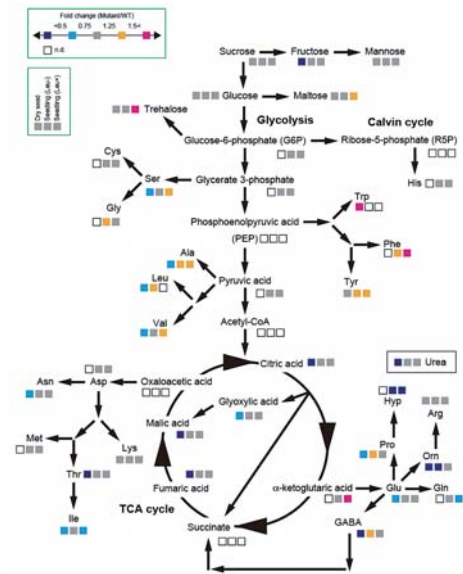 Fold change (Mutant/WT)
<0.5 0.75 1.25 1.5<
n.d.
Dry seed
Seedling (Leu-)
Seedling (Leu+)
Sucrose
Fructose
Mannose
Glucose
Maltose
Trehalose
Glycolysis
Calvin cycle
Glucose-6-phosphate (G6P)
Ribose-5-phosphate (R5P)
Cys
Ser
Glycerate 3-phosphate
His
Gly
Trp
Phosphoenolpyruvic acid
(PEP)
Phe
Ala
Tyr
Leu
Pyruvic acid
Val
Acetyl-CoA
Citric acid
Urea
Asn
Asp
Oxaloacetic acid
Glyoxylic acid
Hyp
Arg
Malic acid
Met
Lys
Pro
Orn
Thr
Fumaric acid
α-ketoglutaric acid
Glu
Gln
TCA cycle
Ile
Succinate
GABA